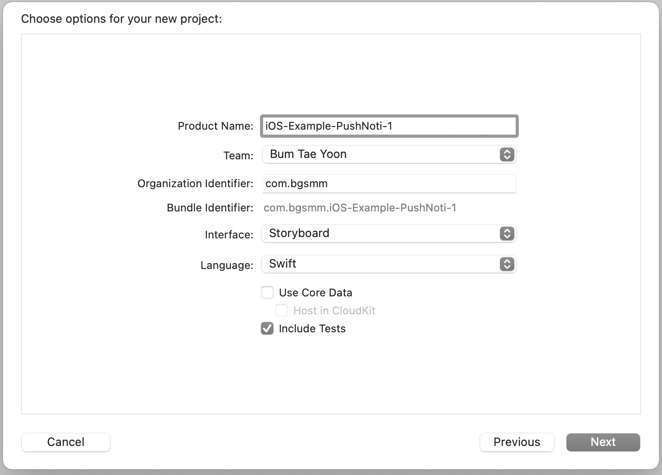 Choose options for your new project:
Product Name: iOS-Example-PushNoti-1
Team: Bum Tae Yoon
Organization Identifier: com.bgsmm
Bundle Identifier: com.bgsmm.iOS-Example-PushNoti-1
Interface: Storyboard
Language: Swift
Use Core Data
Host in CloudKit
Include Tests
Cancel Previous Next